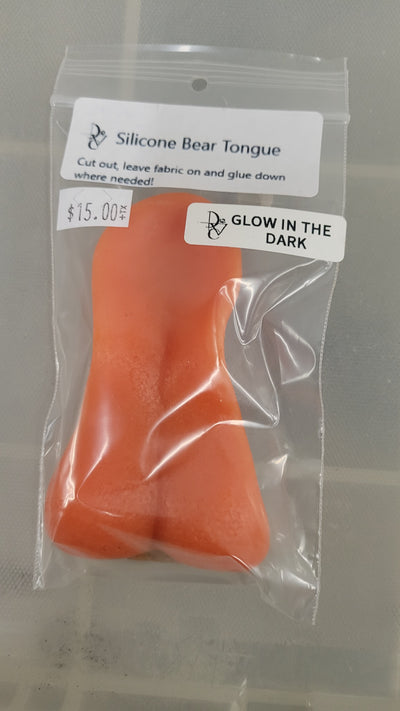 Silicone Bear Tongue
Cut out, leave fabric on and glue down
where needed!
$15.00+TX
GLOW IN THE
DARK